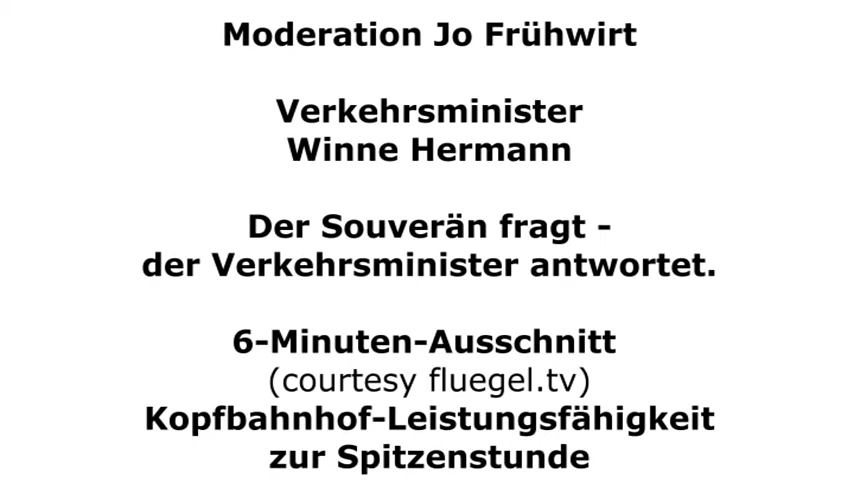 Moderation Jo Frühwirt
Verkehrsminister
Winne Hermann
Der Souverän fragt -
der Verkehrsminister antwortet.
6-Minuten-Ausschnitt
(courtesy fluegel.tv)
Kopfbahnhof-Leistungsfähigkeit
zur Spitzenstunde